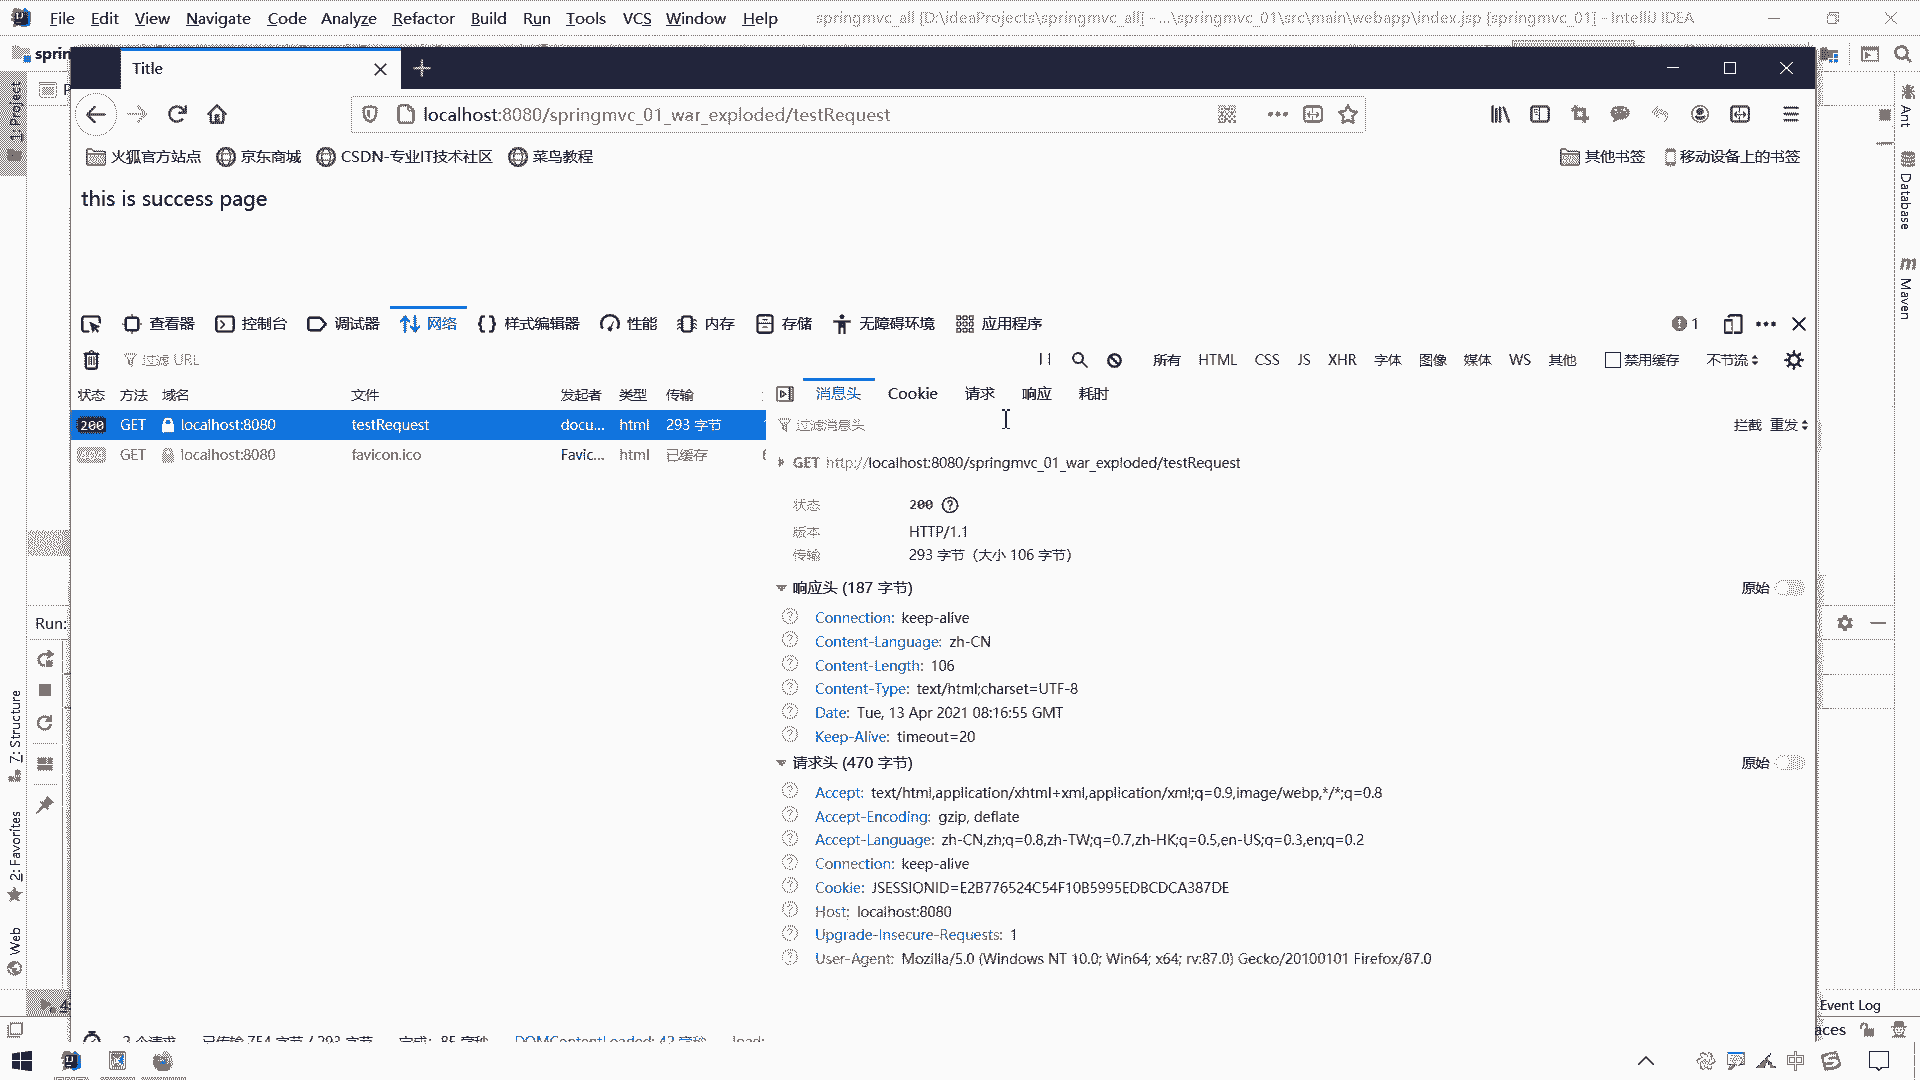 File Edit View Navigate Code Analyze Refactor Build Run Tools VCS Window Help springmvc_all [D:\ideaProjects\springmvc_all] - ...\springmvc_01\src\main\webapp\index.jsp [springmvc_01] - IntelliJ IDEA
Title
localhost:8080/springmvc_01_war_exploded/testRequest
火狐官方站点 京东商城 CSDN-专业IT技术社区 菜鸟教程 其他书签 移动设备上的书签
this is success page
查看器 控制台 调试器 网络 样式编辑器 性能 内存 存储 无障碍环境 应用程序 1
过滤 URL 所有 HTML CSS JS XHR 字体 图像 媒体 WS 其他 禁用缓存 不节流
状态 方法 域名 文件 发起者 类型 传输 消息头 Cookie 请求 响应 耗时
200 GET localhost:8080 testRequest docu... html 293 字节
过滤消息头 拦截 重发
404 GET localhost:8080 favicon.ico Favic... html 已缓存
GET http://localhost:8080/springmvc_01_war_exploded/testRequest
状态 200
版本 HTTP/1.1
传输 293 字节（大小 106 字节）
响应头 (187 字节) 原始
Connection: keep-alive
Content-Language: zh-CN
Content-Length: 106
Content-Type: text/html;charset=UTF-8
Date: Tue, 13 Apr 2021 08:16:55 GMT
Keep-Alive: timeout=20
请求头 (470 字节) 原始
Accept: text/html,application/xhtml+xml,application/xml;q=0.9,image/webp,*/*;q=0.8
Accept-Encoding: gzip, deflate
Accept-Language: zh-CN,zh;q=0.8,zh-TW;q=0.7,zh-HK;q=0.5,en-US;q=0.3,en;q=0.2
Connection: keep-alive
Cookie: JSESSIONID=E2B776524C54F10B5995EDBCDCA387DE
Host: localhost:8080
Upgrade-Insecure-Requests: 1
User-Agent: Mozilla/5.0 (Windows NT 10.0; Win64; x64; rv:87.0) Gecko/20100101 Firefox/87.0
2 个请求 已传输 754 字节 / 293 字节 完成：85 毫秒 DOMContentLoaded: 42 毫秒 load:
spring
1: Project
Run:
7: Structure
2: Favorites
Web
4:
Ant
Database
Maven
Event Log
aces
中